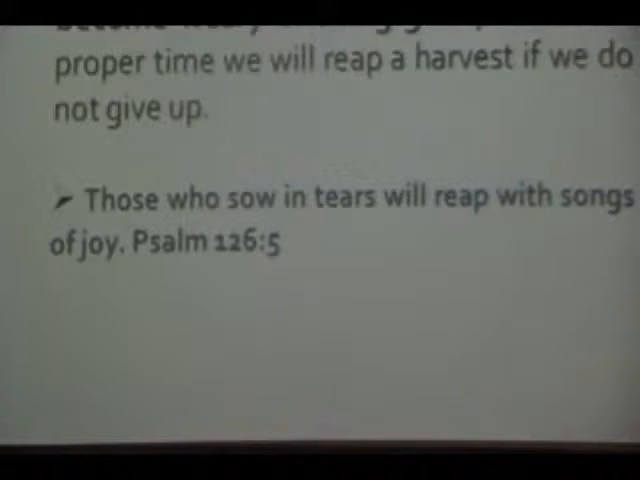 proper time we will reap a harvest if we do
not give up.
Those who sow in tears will reap with songs
of joy. Psalm 126:5